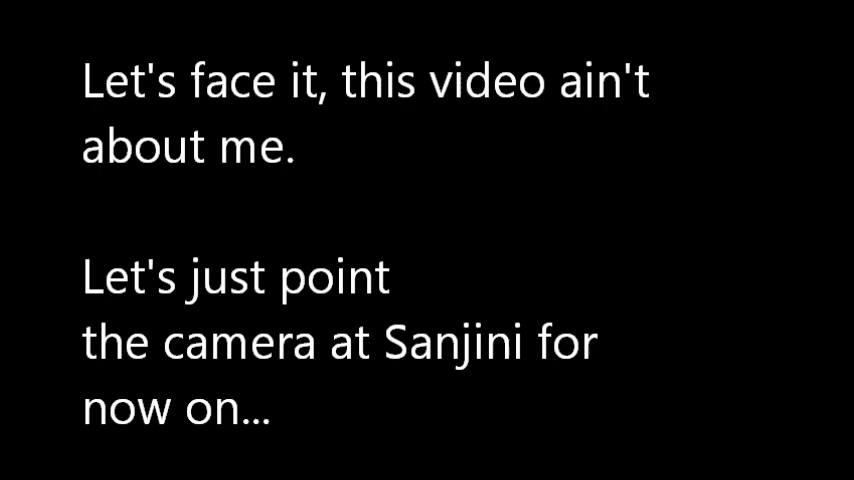 Let's face it, this video ain't
about me.
Let's just point
the camera at Sanjini for
now on...